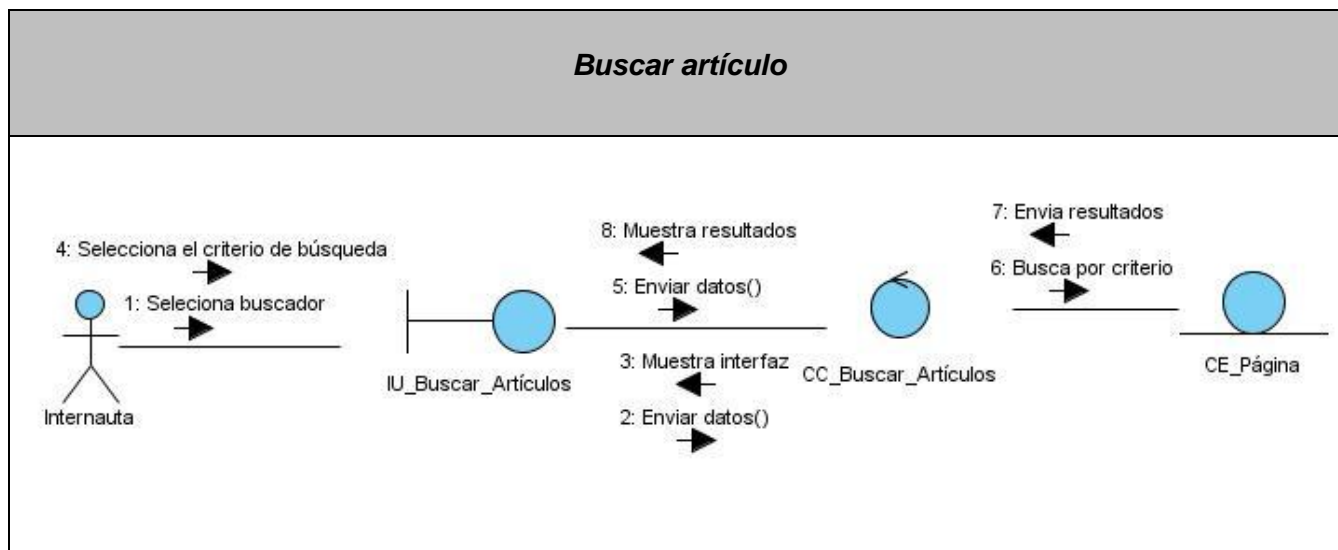 Buscar artículo
7: Envia resultados
8: Muestra resultados
4: Selecciona el criterio de búsqueda
6: Busca por criterio
5: Enviar datos()
1: Seleciona buscador
3: Muestra interfaz
CE_Página
CC_Buscar_Artículos
IU_Buscar_Artículos
Internauta
2: Enviar datos()